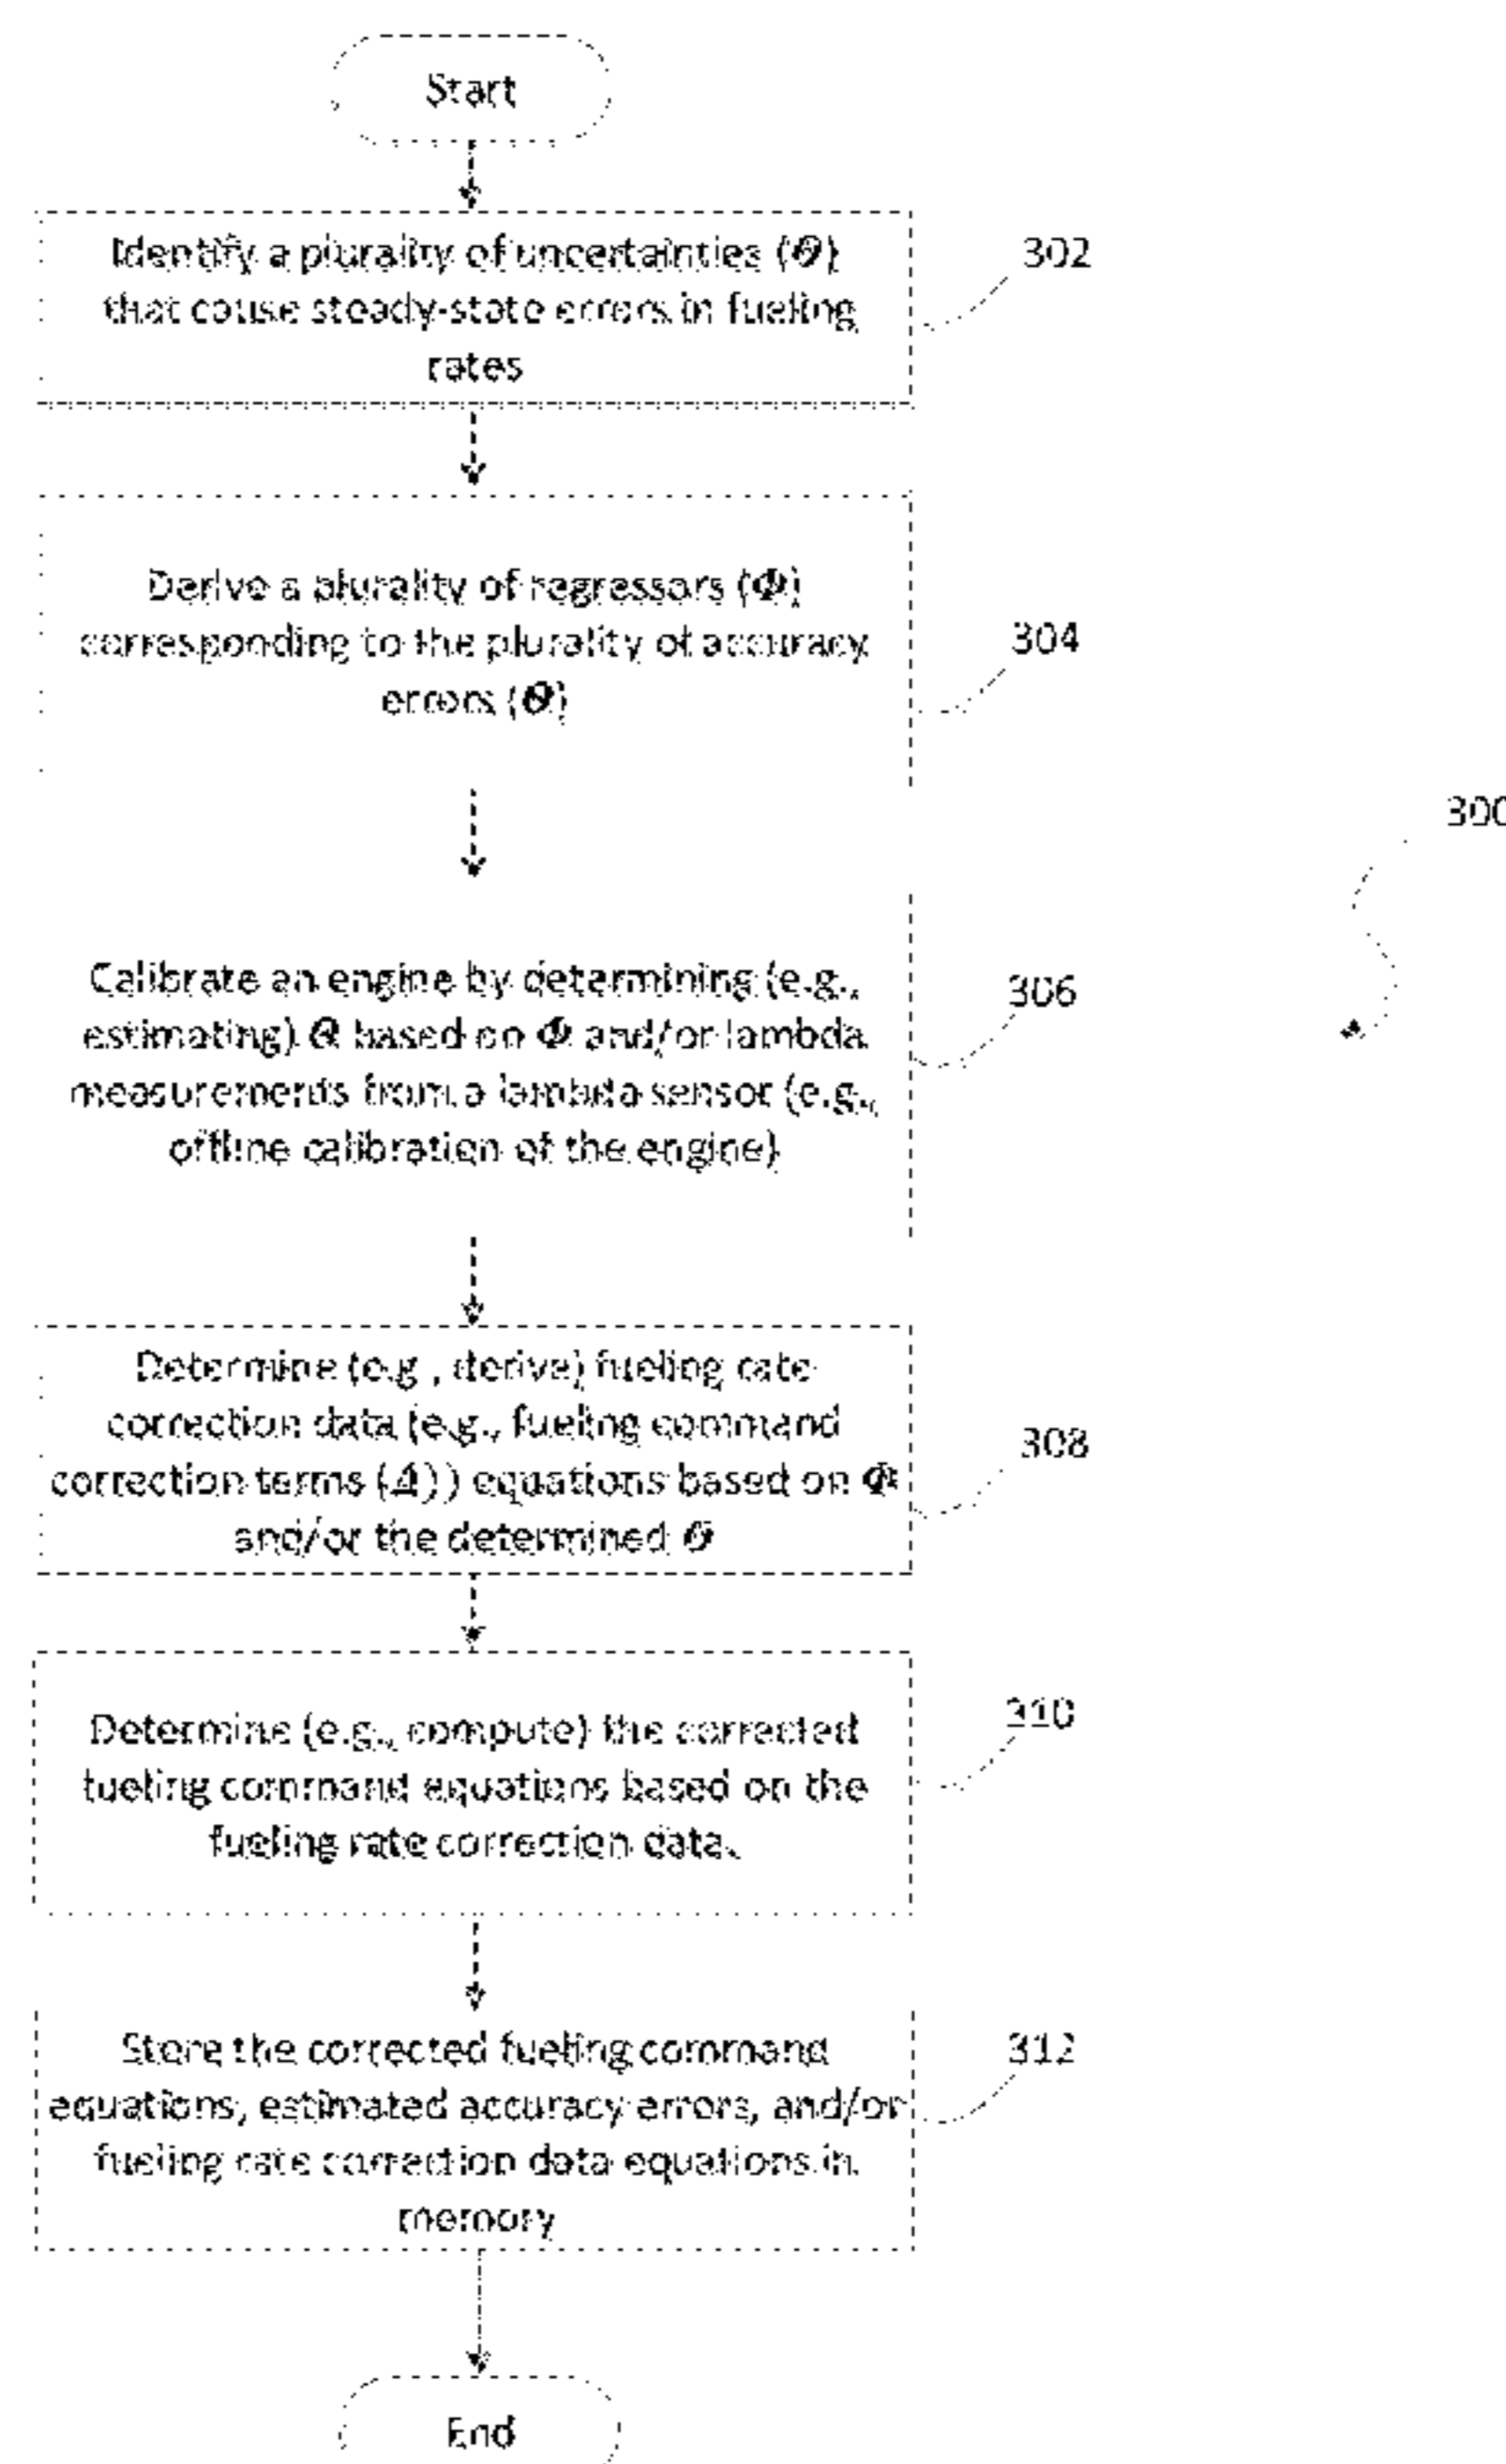 Start
Identify a plurality of uncertainties (Θ)
that cause steady-state errors in fueling
rates
302
Derive a plurality of regressors (Φ)
corresponding to the plurality of accuracy
errors (Θ)
304
300
Calibrate an engine by determining (e.g.,
estimating) Θ based on Φ and/or lambda
measurements from a lambda sensor (e.g.,
offline calibration of the engine)
306
Determine (e.g., derive) fueling rate
correction data (e.g., fueling command
correction terms (Δ)) equations based on Φ
and/or the determined Θ
308
Determine (e.g., compute) the corrected
fueling command equations based on the
fueling rate correction data.
310
Store the corrected fueling command
equations, estimated accuracy errors, and/or
fueling rate correction data equations in
memory
312
End